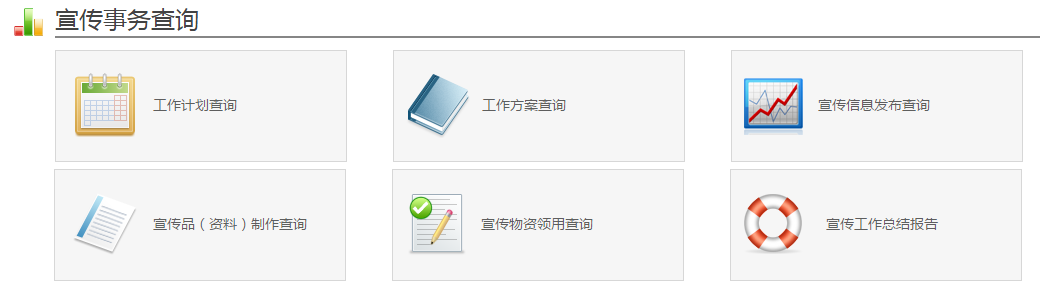 宣传事务查询
工作计划查询
工作方案查询
宣传信息发布查询
宣传品（资料）制作查询
宣传物资领用查询
宣传工作总结报告